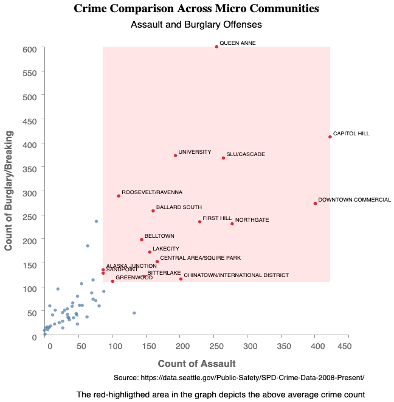 Crime Comparison Across Micro Communities
Assault and Burglary Offenses
Count of Burglary/Breaking
600
550
500
450
400
350
300
250
200
150
100
50
0
QUEEN ANNE
CAPITOL HILL
UNIVERSITY
SLU/CASCADE
ROOSEVELT/RAVENNA
DOWNTOWN COMMERCIAL
BALLARD SOUTH
FIRST HILL
NORTHGATE
BELLTOWN
LAKECITY
CENTRAL AREA/SQUIRE PARK
ALASKA JUNCTION
SANDPOINT
BITTERLAKE
CHINATOWN/INTERNATIONAL DISTRICT
GREENWOOD
0 50 100 150 200 250 300 350 400 450
Count of Assault
Source: https://data.seattle.gov/Public-Safety/SPD-Crime-Data-2008-Present/
The red-highligthed area in the graph depicts the above average crime count